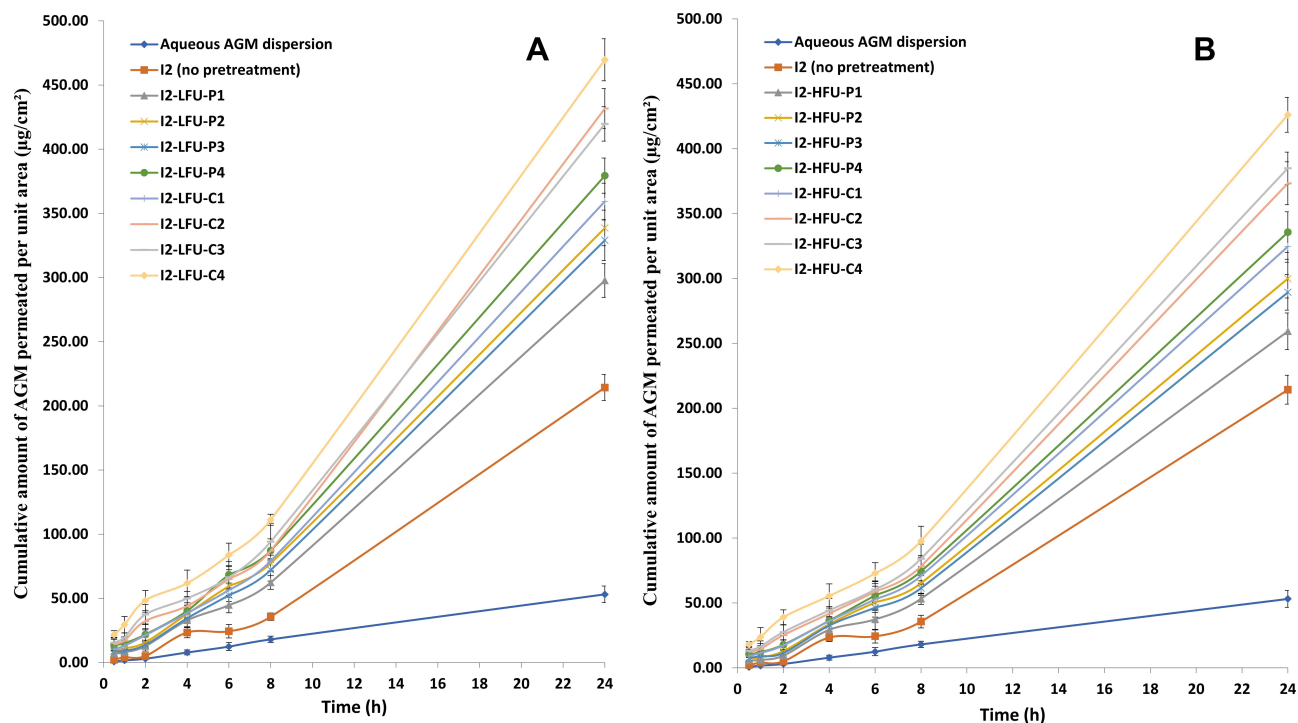 A
Cumulative amount of AGM permeated per unit area (µg/cm²)
500.00
450.00
400.00
350.00
300.00
250.00
200.00
150.00
100.00
50.00
0.00
Aqueous AGM dispersion
I2 (no pretreatment)
I2-LFU-P1
I2-LFU-P2
I2-LFU-P3
I2-LFU-P4
I2-LFU-C1
I2-LFU-C2
I2-LFU-C3
I2-LFU-C4
0 2 4 6 8 10 12 14 16 18 20 22 24
Time (h)
B
Cumulative amount of AGM permeated per unit area (µg/cm²)
500.00
450.00
400.00
350.00
300.00
250.00
200.00
150.00
100.00
50.00
0.00
Aqueous AGM dispersion
I2 (no pretreatment)
I2-HFU-P1
I2-HFU-P2
I2-HFU-P3
I2-HFU-P4
I2-HFU-C1
I2-HFU-C2
I2-HFU-C3
I2-HFU-C4
0 2 4 6 8 10 12 14 16 18 20 22 24
Time (h)